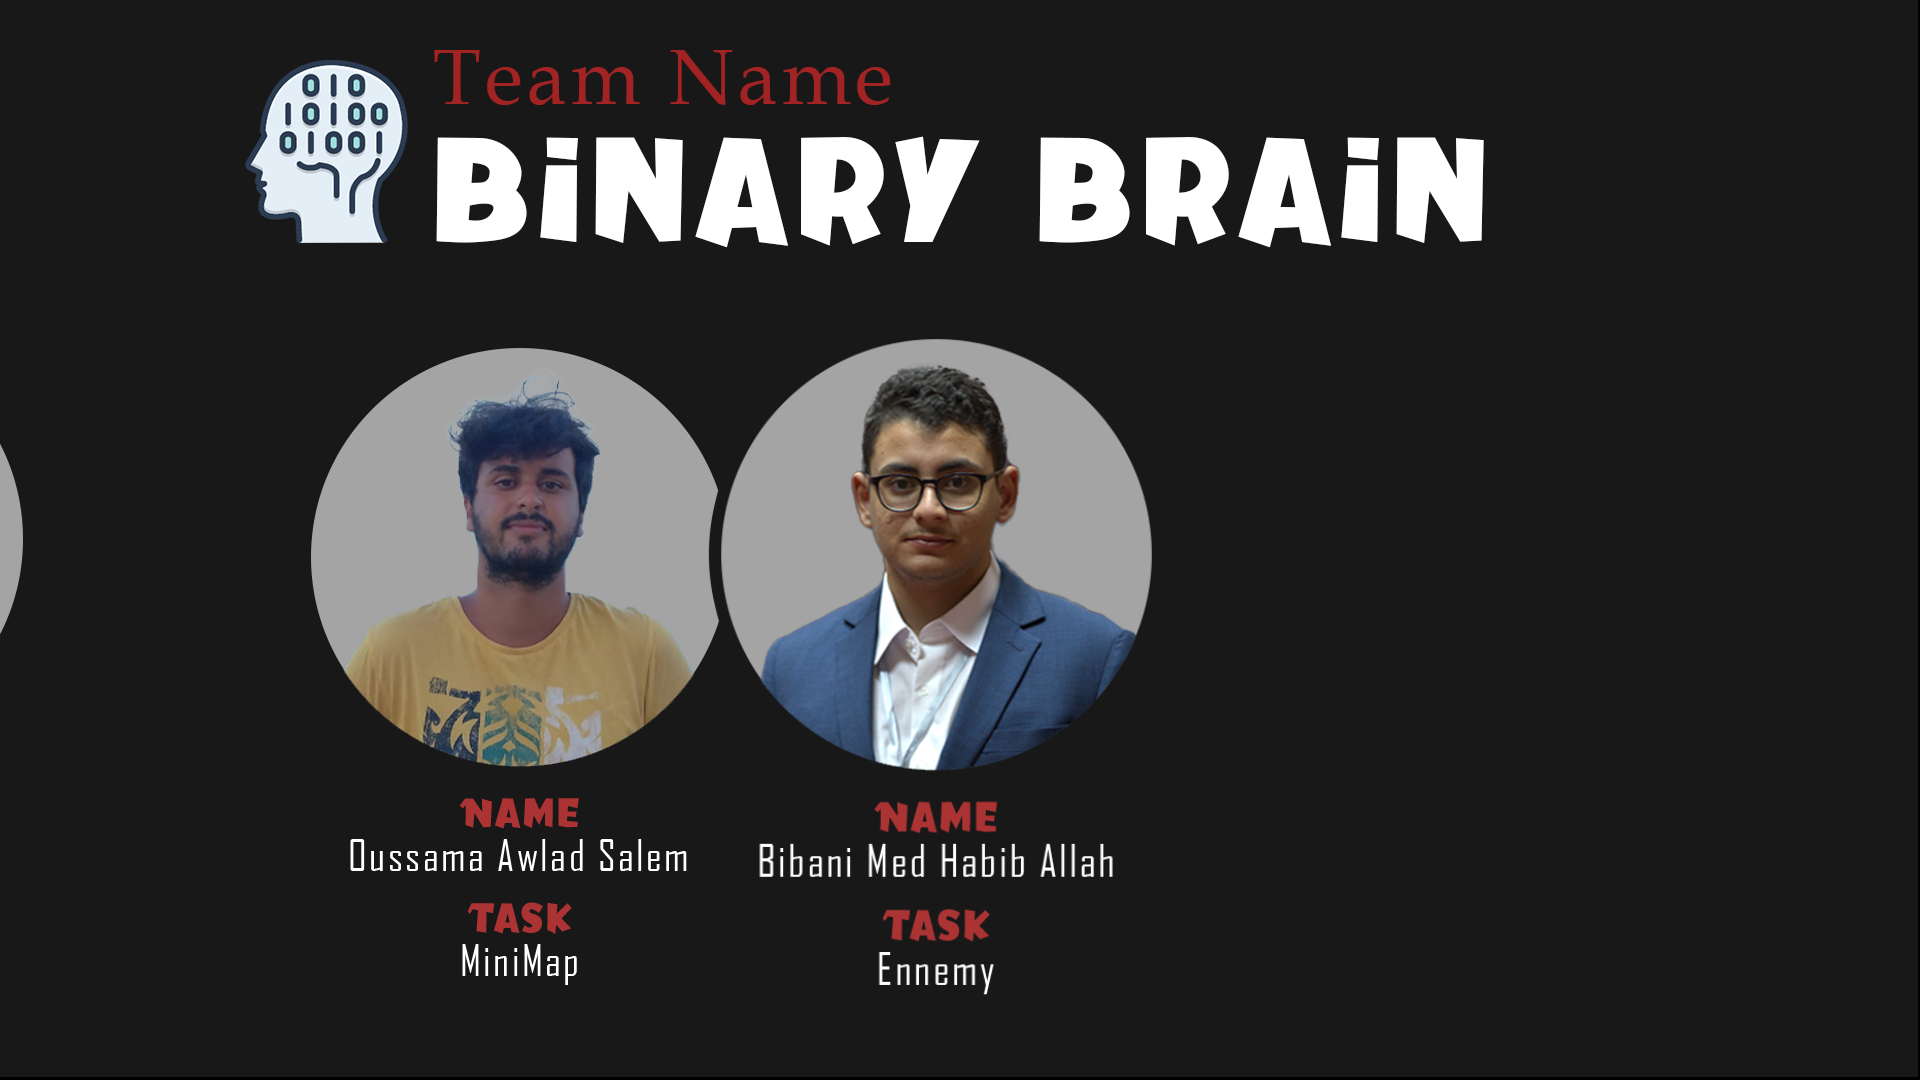 Team Name
010
10100
01001
BiNARY BRAiN
NAME
Oussama Awlad Salem
TASK
MiniMap
NAME
Bibani Med Habib Allah
TASK
Ennemy